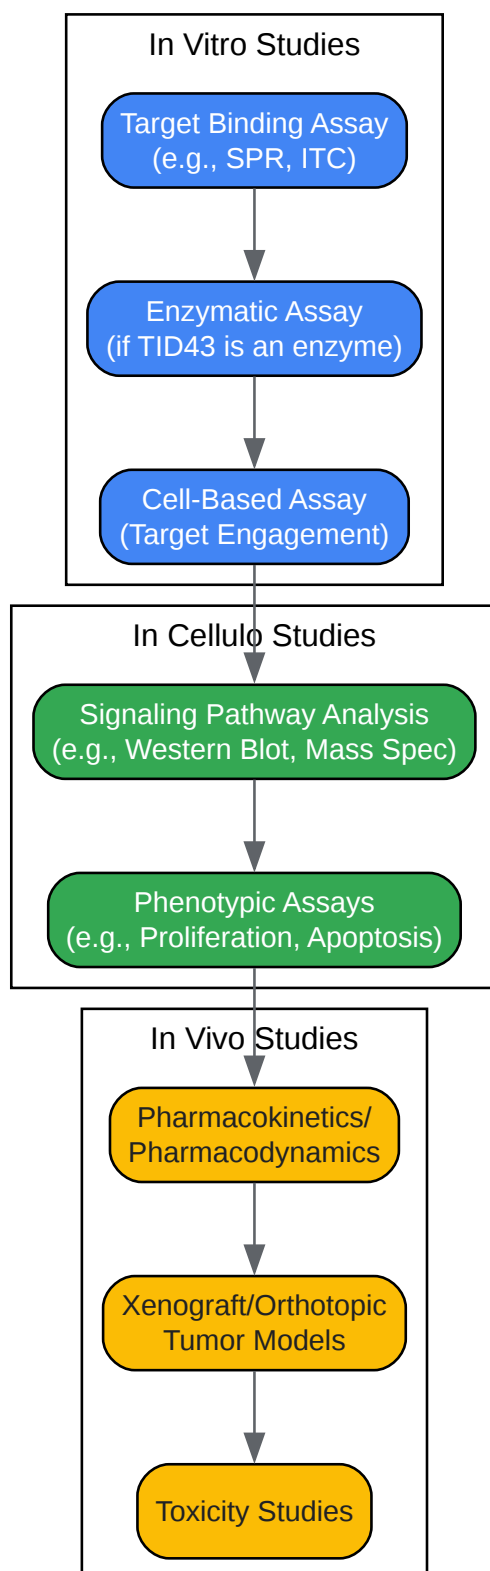 In Vitro Studies
Target Binding Assay
(e.g., SPR, ITC)
Enzymatic Assay
(if TID43 is an enzyme)
Cell-Based Assay
(Target Engagement)
In Cellulo Studies
Signaling Pathway Analysis
(e.g., Western Blot, Mass Spec)
Phenotypic Assays
(e.g., Proliferation, Apoptosis)
In Vivo Studies
Pharmacokinetics/
Pharmacodynamics
Xenograft/Orthotopic
Tumor Models
Toxicity Studies